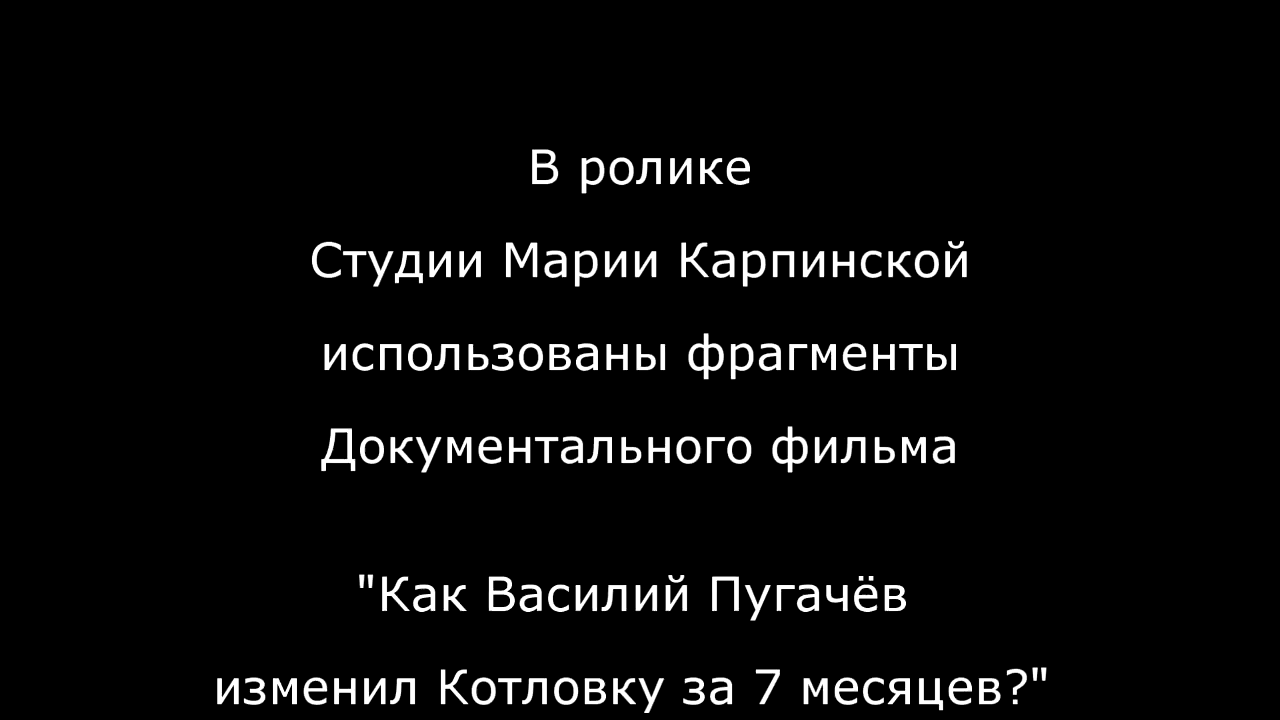 В ролике
Студии Марии Карпинской
использованы фрагменты
Документального фильма
"Как Василий Пугачёв
изменил Котловку за 7 месяцев?"